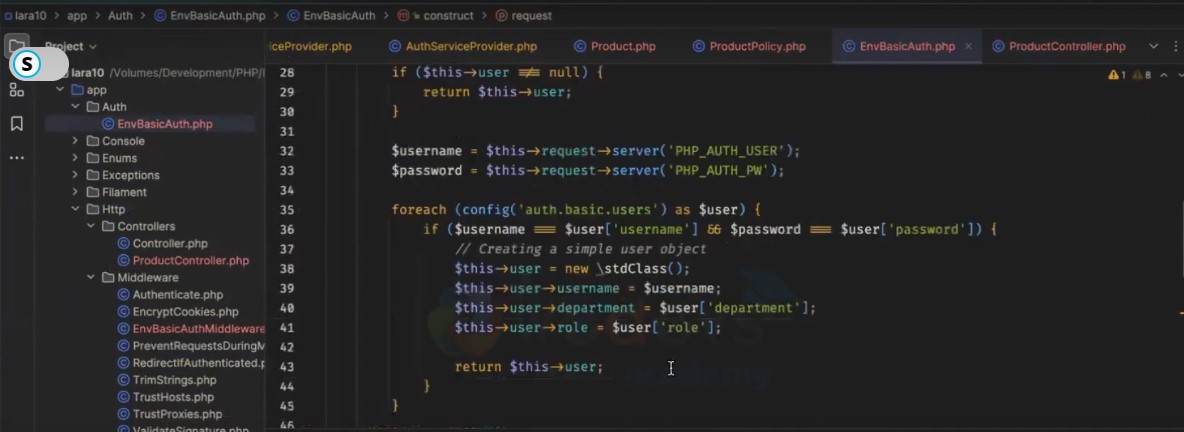 lara10 > app > Auth > EnvBasicAuth.php > EnvBasicAuth > construct > request
Project
iceProvider.php AuthServiceProvider.php Product.php ProductPolicy.php EnvBasicAuth.php × ProductController.php
S
lara10 /Volumes/Development/PHP/
app
Auth
EnvBasicAuth.php
Console
Enums
Exceptions
Filament
Http
Controllers
Controller.php
ProductController.php
Middleware
Authenticate.php
EncryptCookies.php
EnvBasicAuthMiddleware
PreventRequestsDuringM
RedirectIfAuthenticated.p
TrimStrings.php
TrustHosts.php
TrustProxies.php
ValidateSignature.php
1 8
28 if ($this->user !== null) {
29 return $this->user;
30 }
31
32 $username = $this->request->server('PHP_AUTH_USER');
33 $password = $this->request->server('PHP_AUTH_PW');
34
35 foreach (config('auth.basic.users') as $user) {
36 if ($username === $user['username'] && $password === $user['password']) {
37 // Creating a simple user object
38 $this->user = new \stdClass();
39 $this->user->username = $username;
40 $this->user->department = $user['department'];
41 $this->user->role = $user['role'];
42
43 return $this->user;
44 }
45 }
46